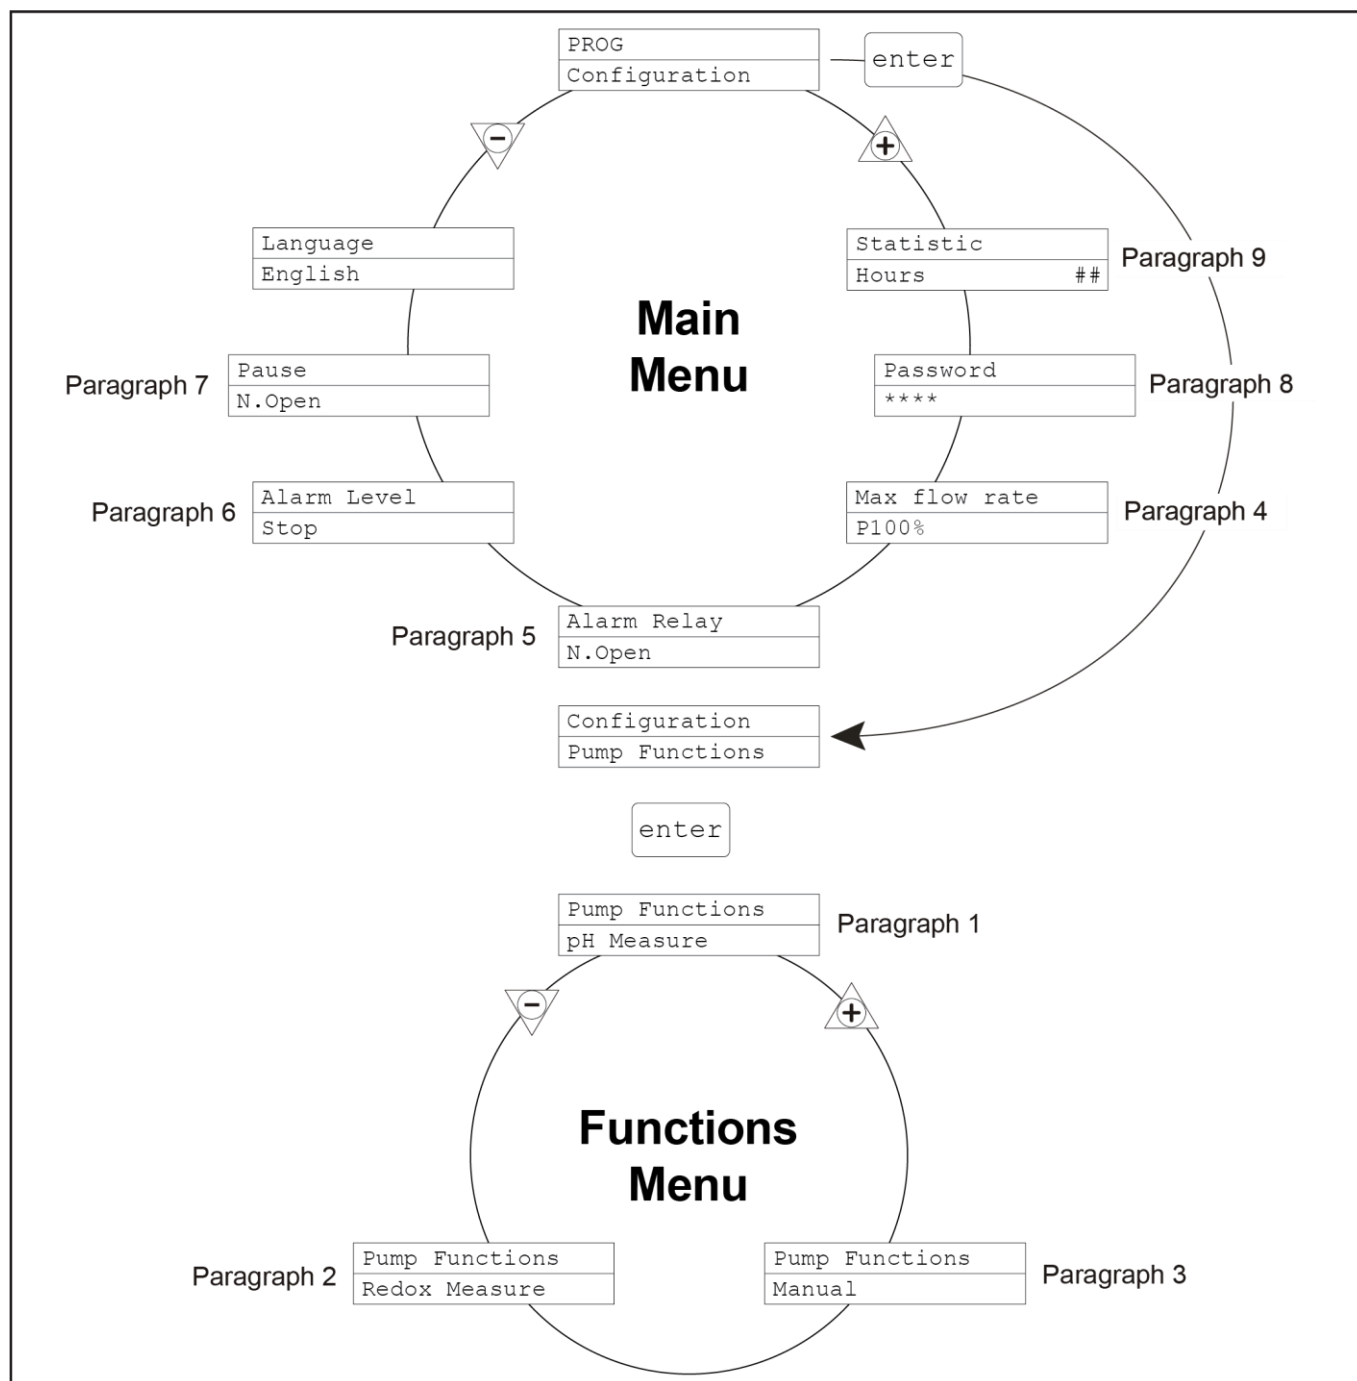 PROG
Configuration
enter
-
+
Language
English
Statistic
Hours ##
Paragraph 9
Main
Menu
Paragraph 7
Pause
N.Open
Password
****
Paragraph 8
Paragraph 6
Alarm Level
Stop
Max flow rate
P100%
Paragraph 4
Paragraph 5
Alarm Relay
N.Open
Configuration
Pump Functions
enter
Pump Functions
pH Measure
Paragraph 1
-
+
Functions
Menu
Paragraph 2
Pump Functions
Redox Measure
Pump Functions
Manual
Paragraph 3